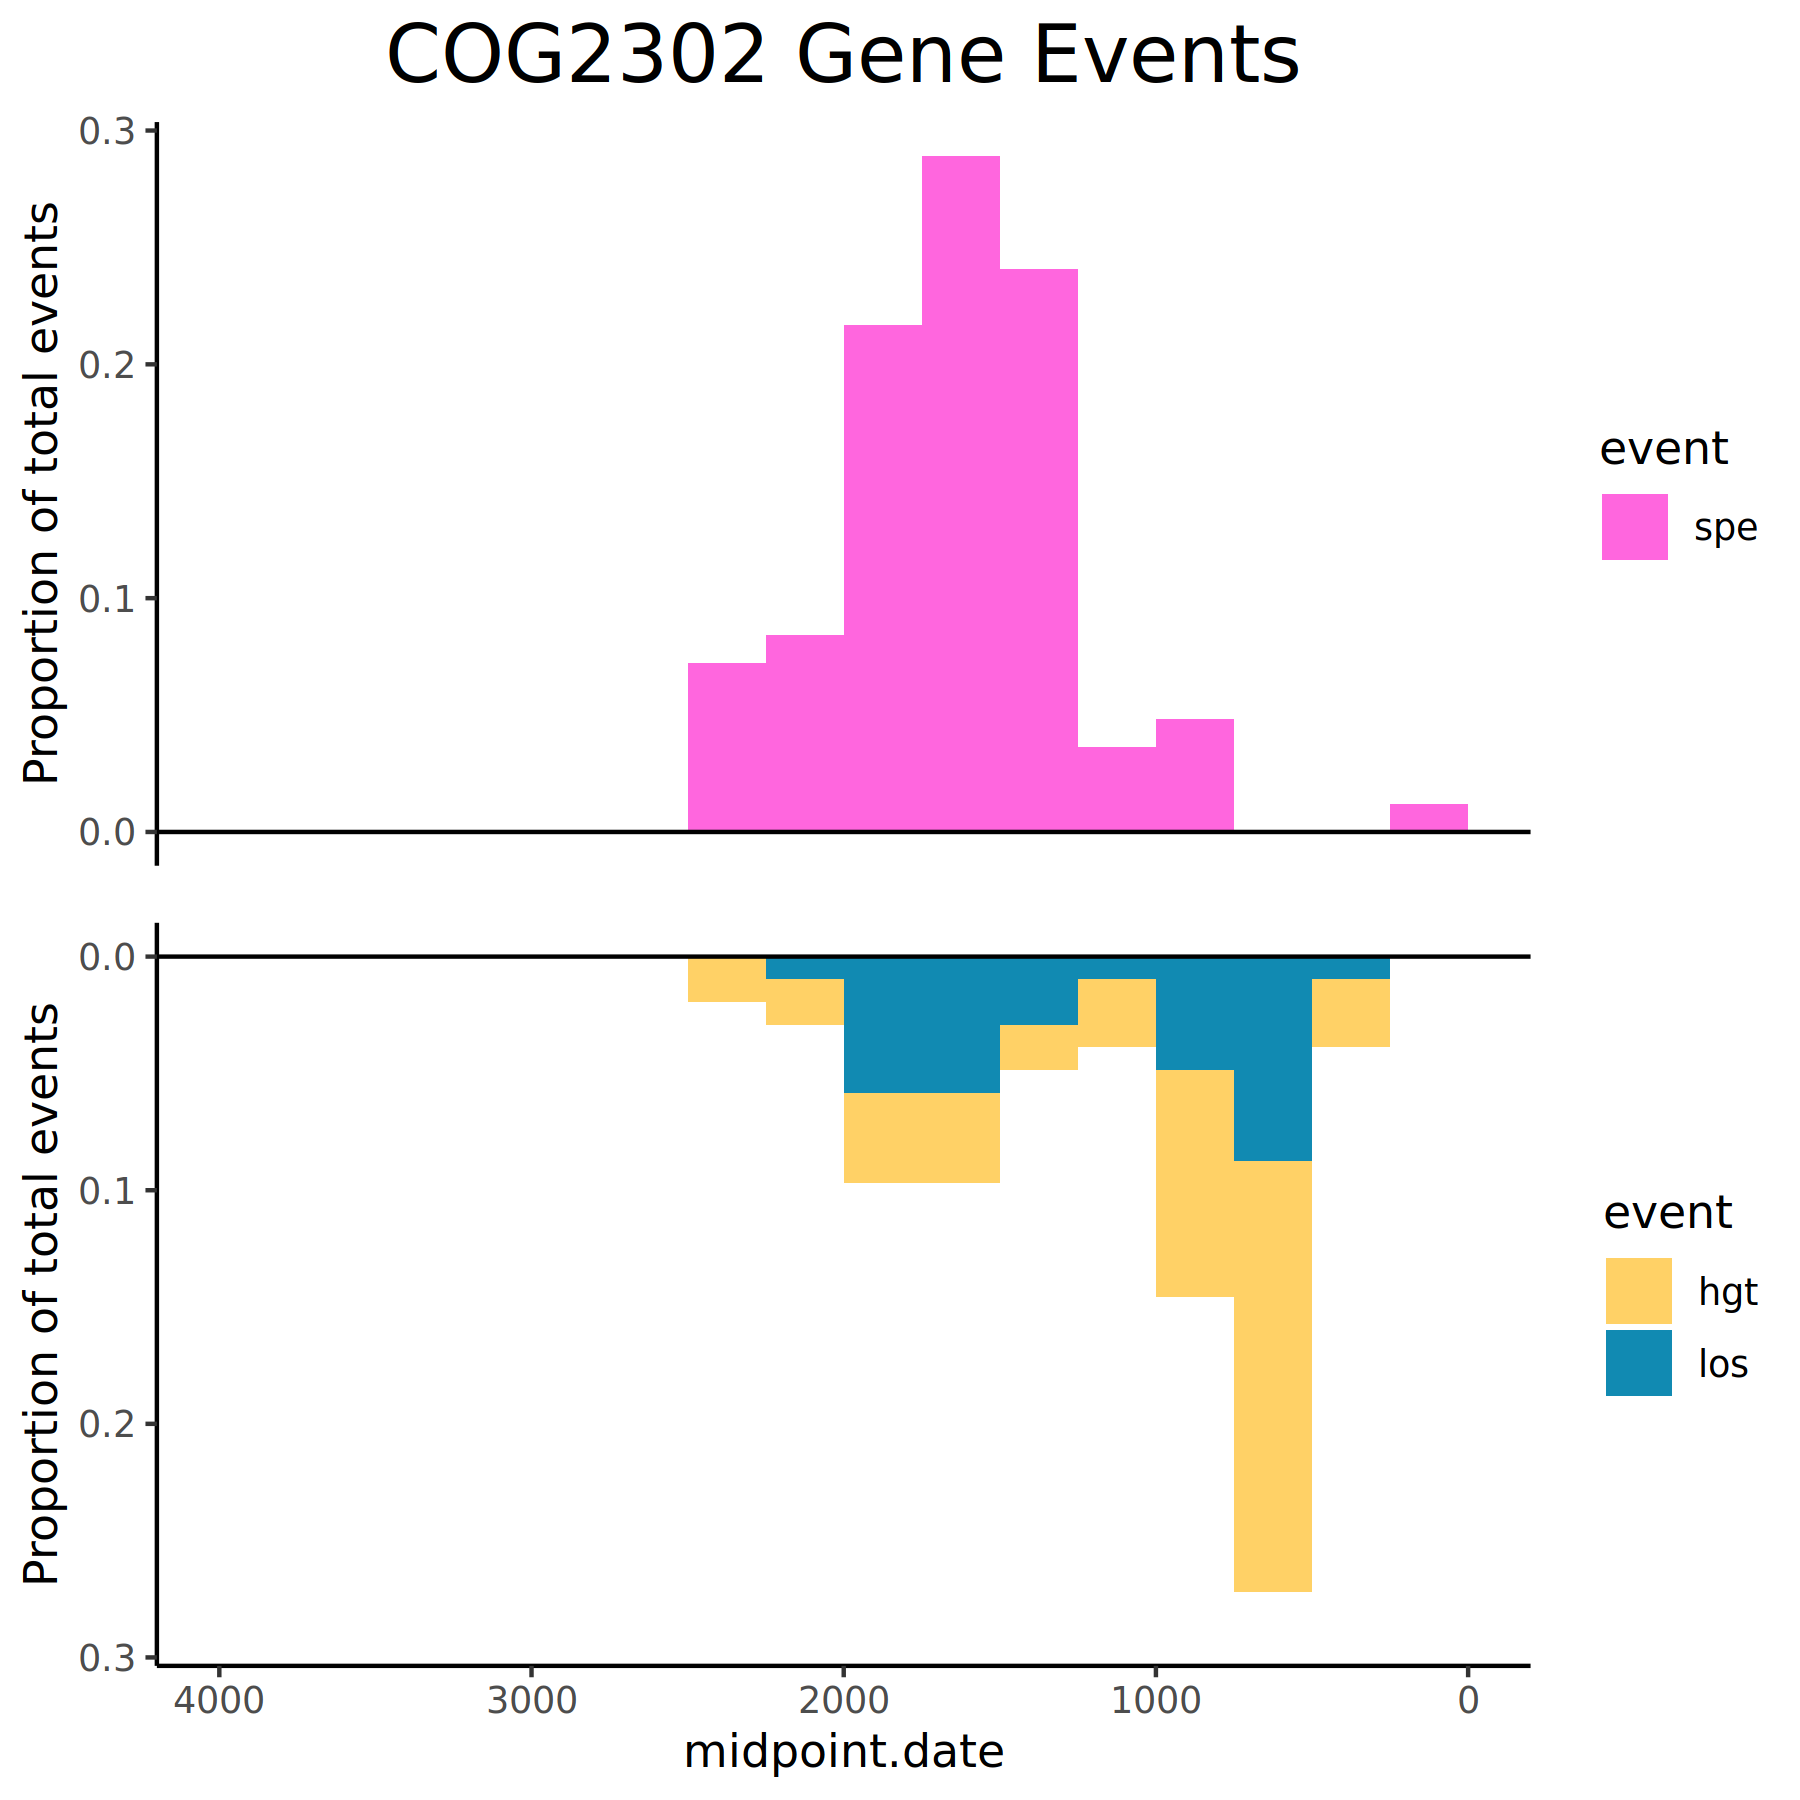 COG2302 Gene Events
Proportion of total events
0.3
0.2
0.1
0.0
event
spe
Proportion of total events
0.0
0.1
0.2
0.3
event
hgt
los
4000 3000 2000 1000 0
midpoint.date